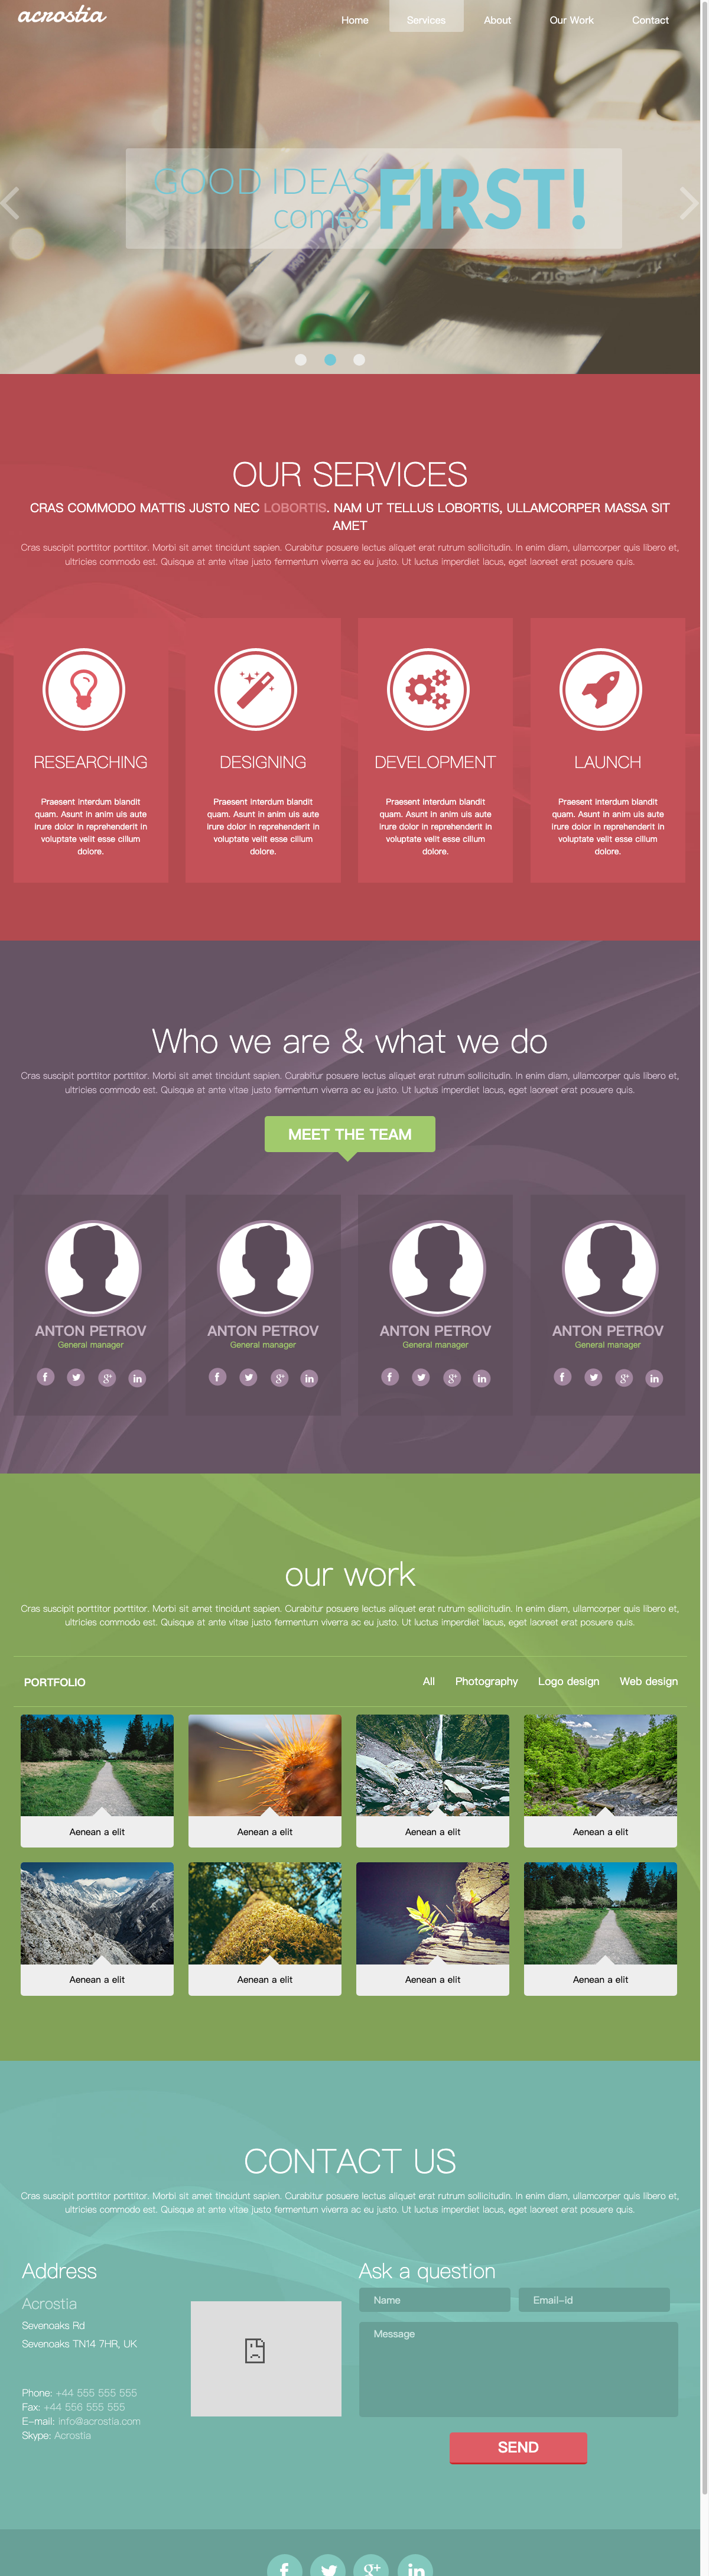 acrostia
Home Services About Our Work Contact
GOOD IDEAS
comes FIRST!
OUR SERVICES
CRAS COMMODO MATTIS JUSTO NEC LOBORTIS. NAM UT TELLUS LOBORTIS, ULLAMCORPER MASSA SIT
AMET
Cras suscipit porttitor porttitor. Morbi sit amet tincidunt sapien. Curabitur posuere lectus aliquet erat rutrum sollicitudin. In enim diam, ullamcorper quis libero et,
ultricies commodo est. Quisque at ante vitae justo fermentum viverra ac eu justo. Ut luctus imperdiet lacus, eget laoreet erat posuere quis.
RESEARCHING
Praesent interdum blandit
quam. Asunt in anim uis aute
irure dolor in reprehenderit in
voluptate velit esse cillum
dolore.
DESIGNING
Praesent interdum blandit
quam. Asunt in anim uis aute
irure dolor in reprehenderit in
voluptate velit esse cillum
dolore.
DEVELOPMENT
Praesent interdum blandit
quam. Asunt in anim uis aute
irure dolor in reprehenderit in
voluptate velit esse cillum
dolore.
LAUNCH
Praesent interdum blandit
quam. Asunt in anim uis aute
irure dolor in reprehenderit in
voluptate velit esse cillum
dolore.
Who we are & what we do
Cras suscipit porttitor porttitor. Morbi sit amet tincidunt sapien. Curabitur posuere lectus aliquet erat rutrum sollicitudin. In enim diam, ullamcorper quis libero et,
ultricies commodo est. Quisque at ante vitae justo fermentum viverra ac eu justo. Ut luctus imperdiet lacus, eget laoreet erat posuere quis.
MEET THE TEAM
ANTON PETROV
General manager
ANTON PETROV
General manager
ANTON PETROV
General manager
ANTON PETROV
General manager
our work
Cras suscipit porttitor porttitor. Morbi sit amet tincidunt sapien. Curabitur posuere lectus aliquet erat rutrum sollicitudin. In enim diam, ullamcorper quis libero et,
ultricies commodo est. Quisque at ante vitae justo fermentum viverra ac eu justo. Ut luctus imperdiet lacus, eget laoreet erat posuere quis.
PORTFOLIO
All Photography Logo design Web design
Aenean a elit
Aenean a elit
Aenean a elit
Aenean a elit
Aenean a elit
Aenean a elit
Aenean a elit
Aenean a elit
CONTACT US
Cras suscipit porttitor porttitor. Morbi sit amet tincidunt sapien. Curabitur posuere lectus aliquet erat rutrum sollicitudin. In enim diam, ullamcorper quis libero et,
ultricies commodo est. Quisque at ante vitae justo fermentum viverra ac eu justo. Ut luctus imperdiet lacus, eget laoreet erat posuere quis.
Address
Acrostia
Sevenoaks Rd
Sevenoaks TN14 7HR, UK
Phone: +44 555 555 555
Fax: +44 556 555 555
E-mail: info@acrostia.com
Skype: Acrostia
Ask a question
Name
Email-id
Message
SEND